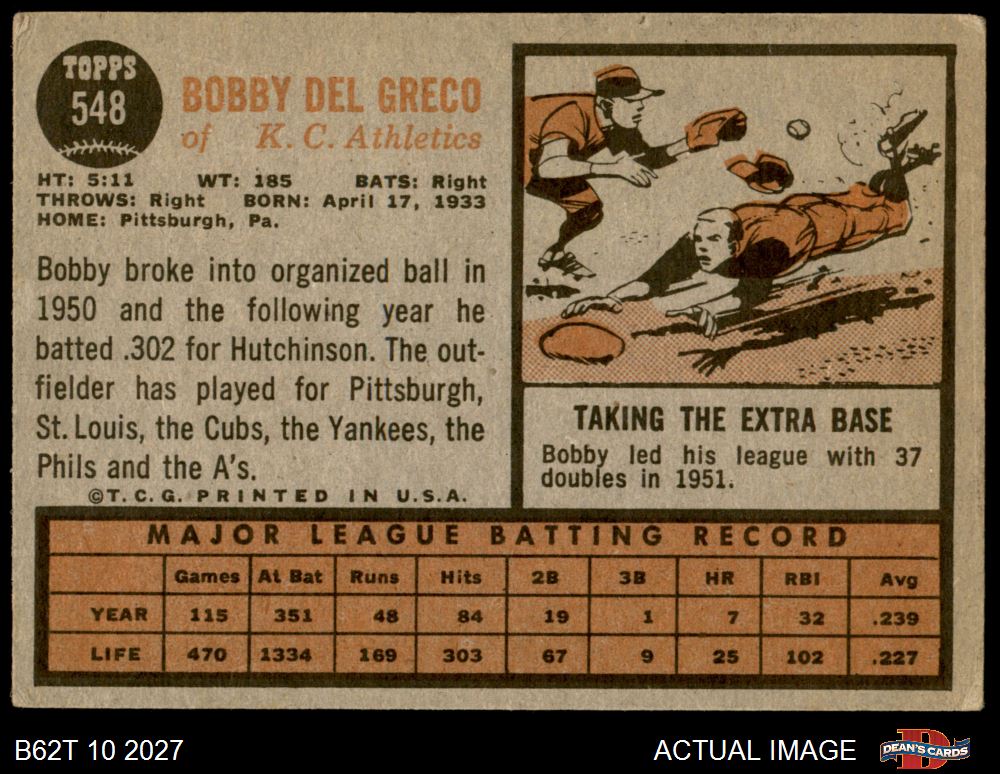 TOPPS
548
BOBBY DEL GRECO
of K. C. Athletics
HT: 5:11 WT: 185 BATS: Right
THROWS: Right BORN: April 17, 1933
HOME: Pittsburgh, Pa.
Bobby broke into organized ball in
1950 and the following year he
batted .302 for Hutchinson. The out-
fielder has played for Pittsburgh,
St. Louis, the Cubs, the Yankees, the
Phils and the A's.
©T.C.G. PRINTED IN U.S.A.
TAKING THE EXTRA BASE
Bobby led his league with 37
doubles in 1951.
MAJOR LEAGUE BATTING RECORD
Games At Bat Runs Hits 2B 3B HR RBI Avg
YEAR 115 351 48 84 19 1 7 32 .239
LIFE 470 1334 169 303 67 9 25 102 .227
B62T 10 2027 ACTUAL IMAGE DEAN'S CARDS